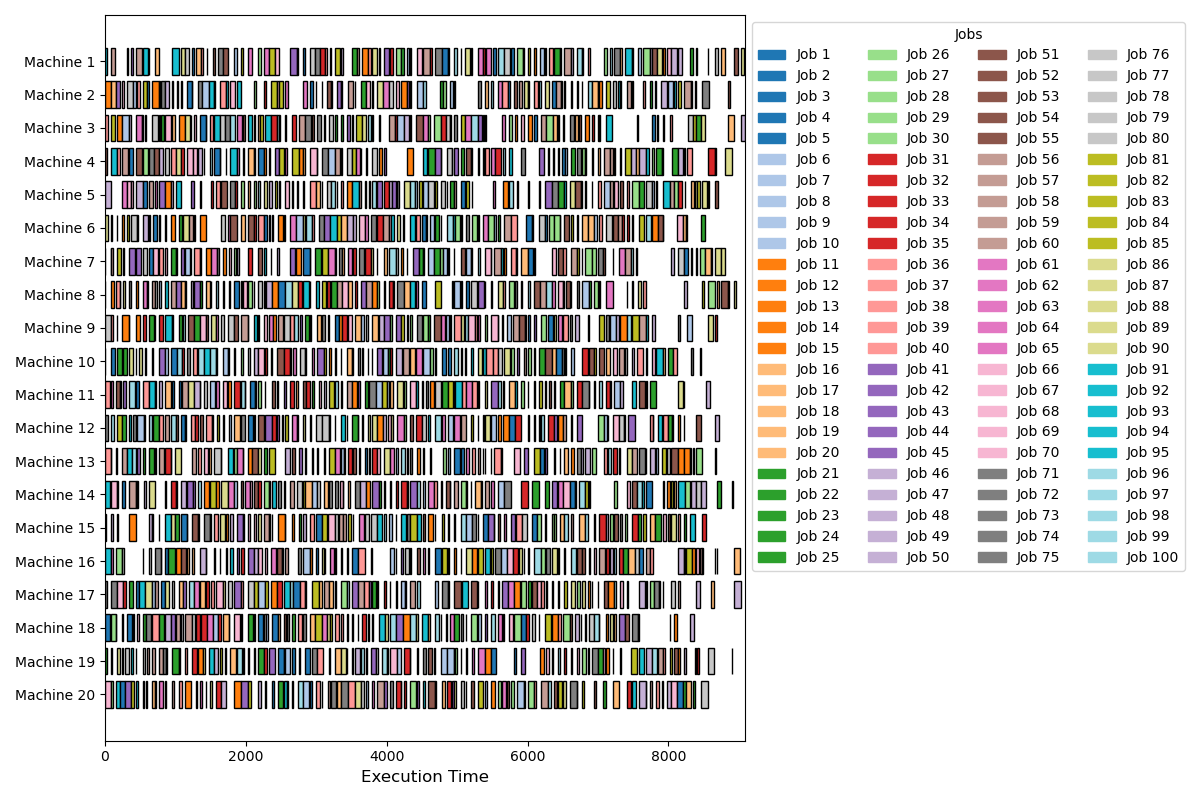 Machine 1
Machine 2
Machine 3
Machine 4
Machine 5
Machine 6
Machine 7
Machine 8
Machine 9
Machine 10
Machine 11
Machine 12
Machine 13
Machine 14
Machine 15
Machine 16
Machine 17
Machine 18
Machine 19
Machine 20
0 2000 4000 6000 8000
Execution Time
Jobs
Job 1 Job 26 Job 51 Job 76
Job 2 Job 27 Job 52 Job 77
Job 3 Job 28 Job 53 Job 78
Job 4 Job 29 Job 54 Job 79
Job 5 Job 30 Job 55 Job 80
Job 6 Job 31 Job 56 Job 81
Job 7 Job 32 Job 57 Job 82
Job 8 Job 33 Job 58 Job 83
Job 9 Job 34 Job 59 Job 84
Job 10 Job 35 Job 60 Job 85
Job 11 Job 36 Job 61 Job 86
Job 12 Job 37 Job 62 Job 87
Job 13 Job 38 Job 63 Job 88
Job 14 Job 39 Job 64 Job 89
Job 15 Job 40 Job 65 Job 90
Job 16 Job 41 Job 66 Job 91
Job 17 Job 42 Job 67 Job 92
Job 18 Job 43 Job 68 Job 93
Job 19 Job 44 Job 69 Job 94
Job 20 Job 45 Job 70 Job 95
Job 21 Job 46 Job 71 Job 96
Job 22 Job 47 Job 72 Job 97
Job 23 Job 48 Job 73 Job 98
Job 24 Job 49 Job 74 Job 99
Job 25 Job 50 Job 75 Job 100